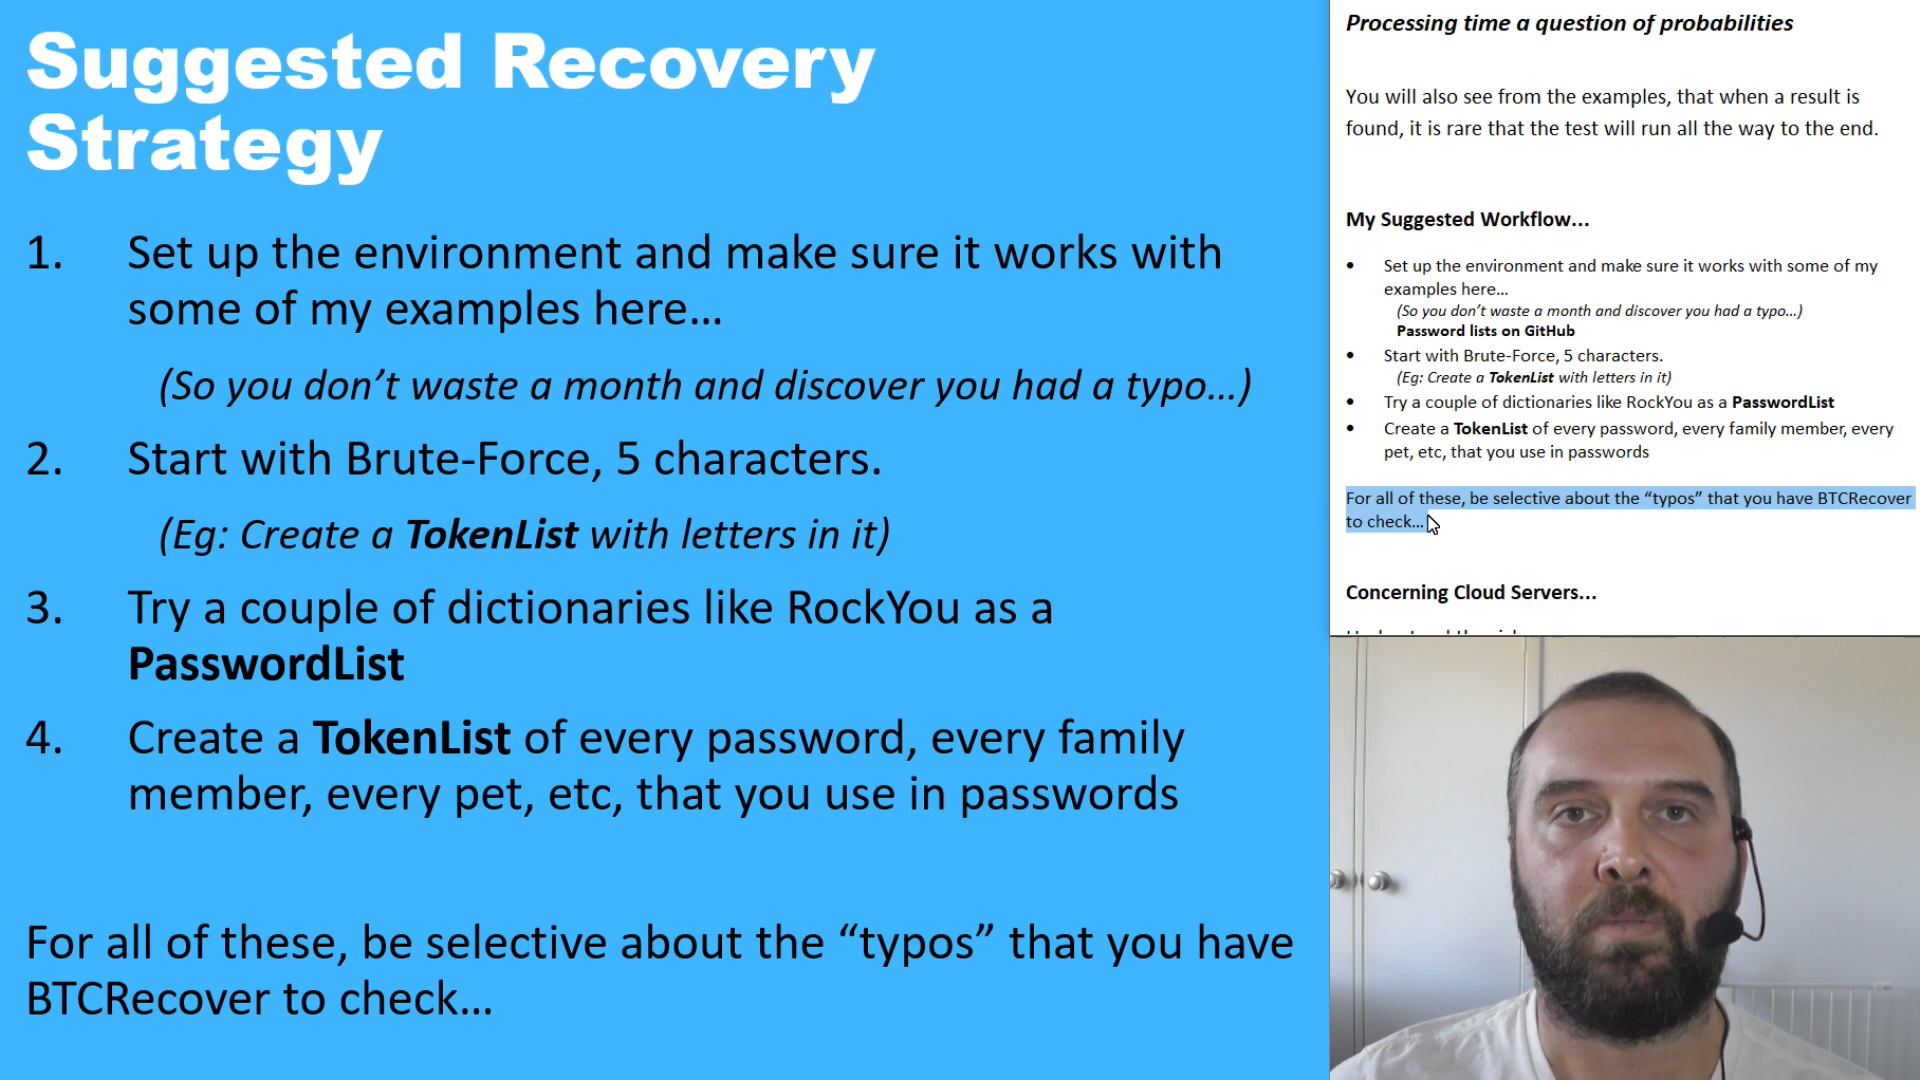 Suggested Recovery
Strategy
1. Set up the environment and make sure it works with
some of my examples here...
(So you don't waste a month and discover you had a typo...)
2. Start with Brute-Force, 5 characters.
(Eg: Create a TokenList with letters in it)
3. Try a couple of dictionaries like RockYou as a
PasswordList
4. Create a TokenList of every password, every family
member, every pet, etc, that you use in passwords
For all of these, be selective about the “typos” that you have
BTCRecover to check...
Processing time a question of probabilities
You will also see from the examples, that when a result is
found, it is rare that the test will run all the way to the end.
My Suggested Workflow...
• Set up the environment and make sure it works with some of my
examples here...
(So you don't waste a month and discover you had a typo...)
Password lists on GitHub
• Start with Brute-Force, 5 characters.
(Eg: Create a TokenList with letters in it)
• Try a couple of dictionaries like RockYou as a PasswordList
• Create a TokenList of every password, every family member, every
pet, etc, that you use in passwords
For all of these, be selective about the “typos” that you have BTCRecover
to check...
Concerning Cloud Servers...